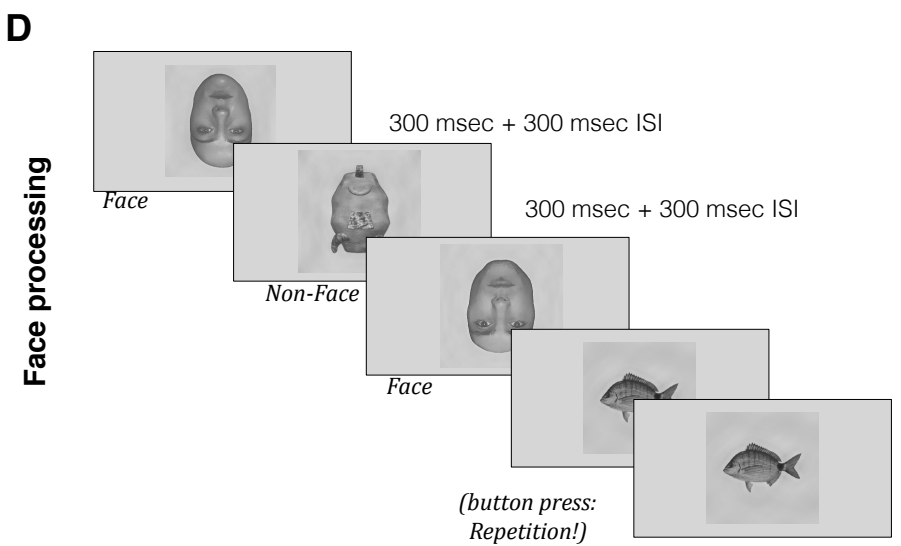 D
Face processing
300 msec + 300 msec ISI
Face
300 msec + 300 msec ISI
Non-Face
Face
(button press:
Repetition!)